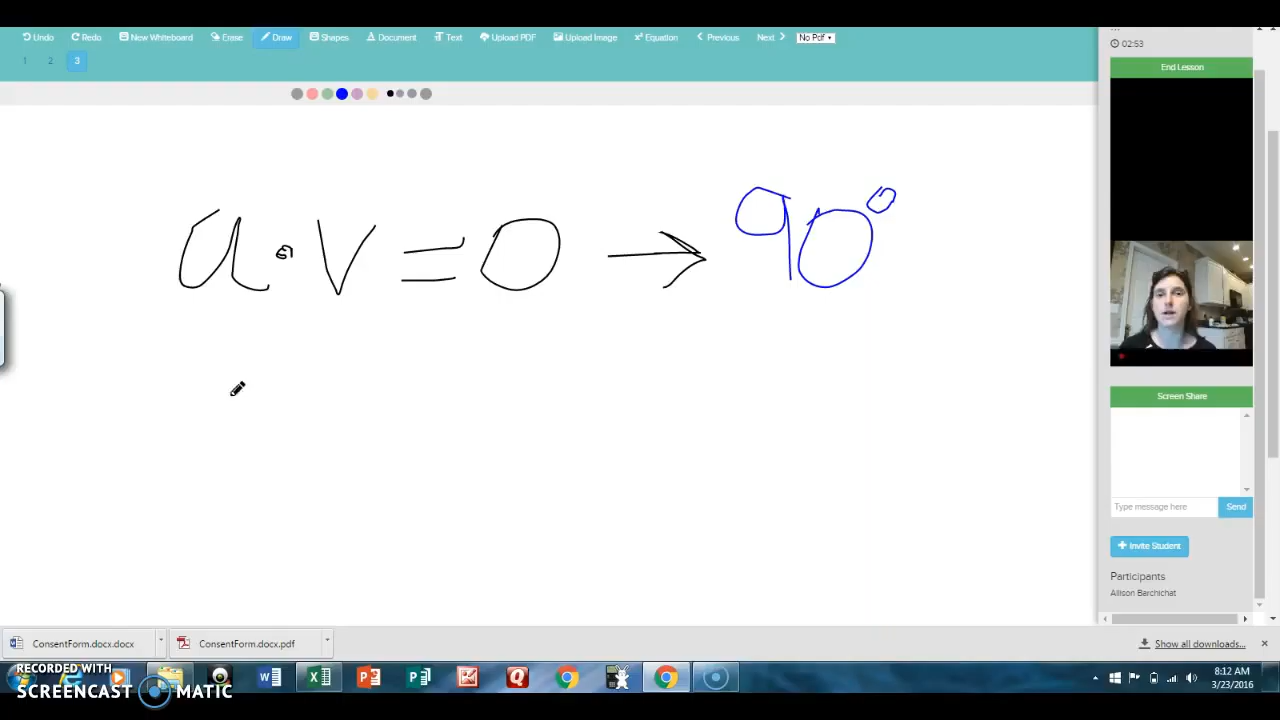 Undo Redo New Whiteboard Erase Draw Shapes Document Text Upload PDF Upload Image Equation Previous Next No Pdf
02:53
1 2 3
End Lesson
a · v = 0 → 90°
Screen Share
Type message here Send
Invite Student
Participants
Allison Barchichat
ConsentForm.docx.docx ConsentForm.docx.pdf Show all downloads...
RECORDED WITH
SCREENCAST MATIC
8:12 AM
3/23/2016